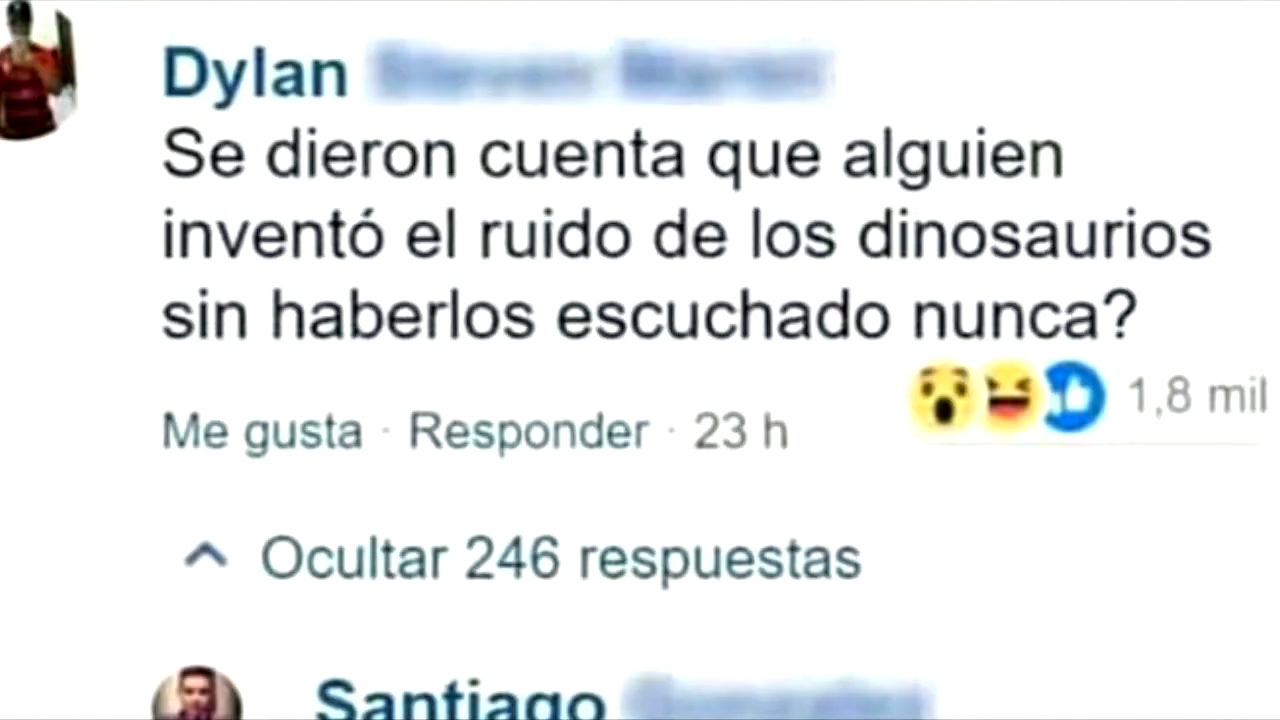 Dylan
Se dieron cuenta que alguien
inventó el ruido de los dinosaurios
sin haberlos escuchado nunca?
Me gusta · Responder · 23 h
1,8 mil
Ocultar 246 respuestas
Santiago